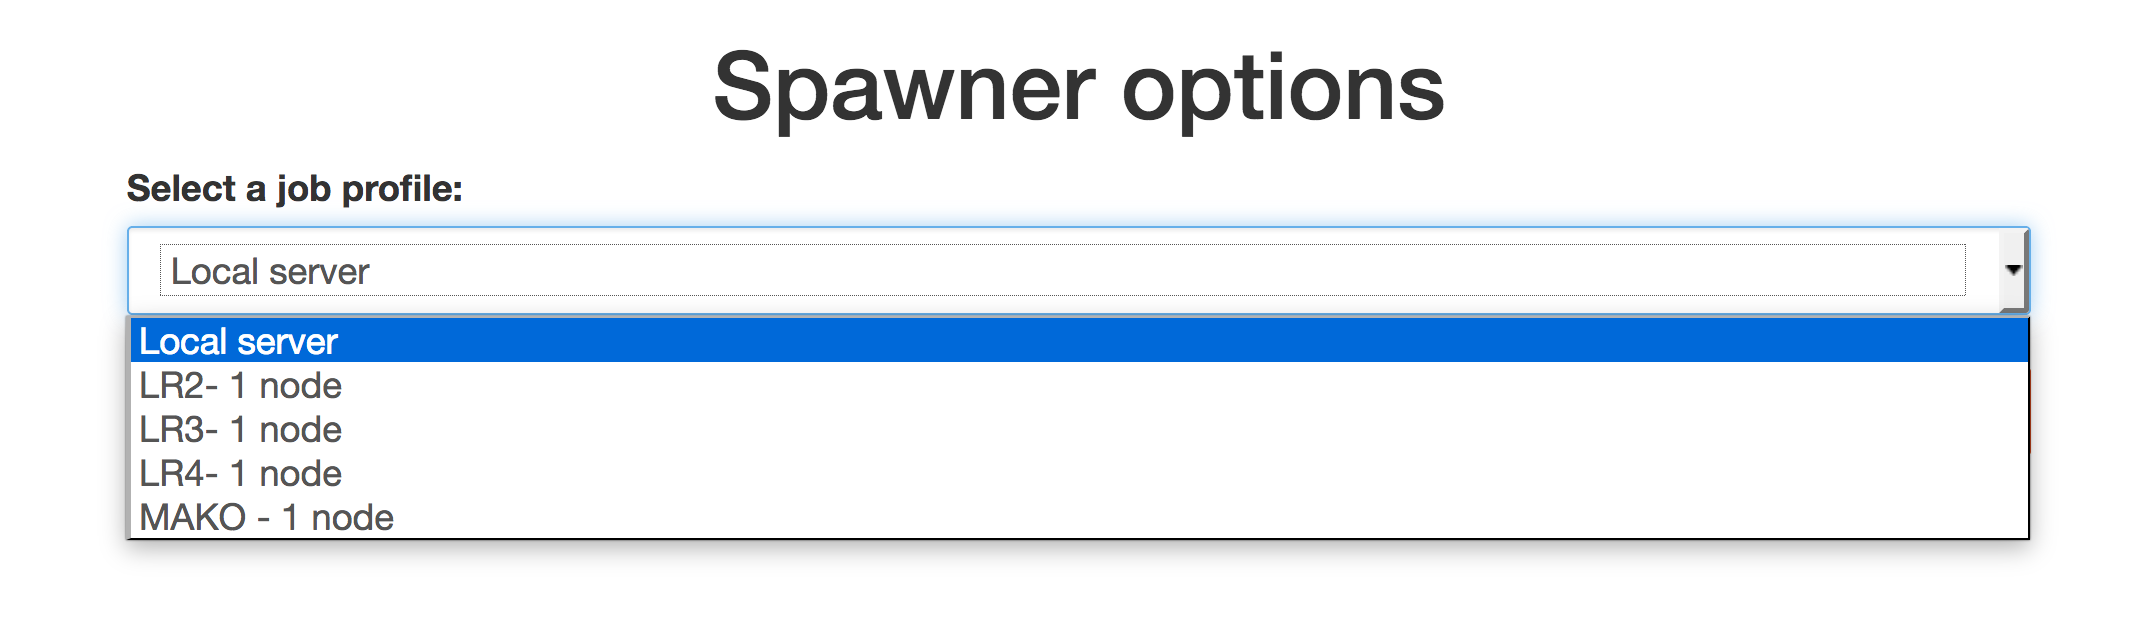 Spawner options
Select a job profile:
Local server
Local server
LR2- 1 node
LR3- 1 node
LR4- 1 node
MAKO - 1 node